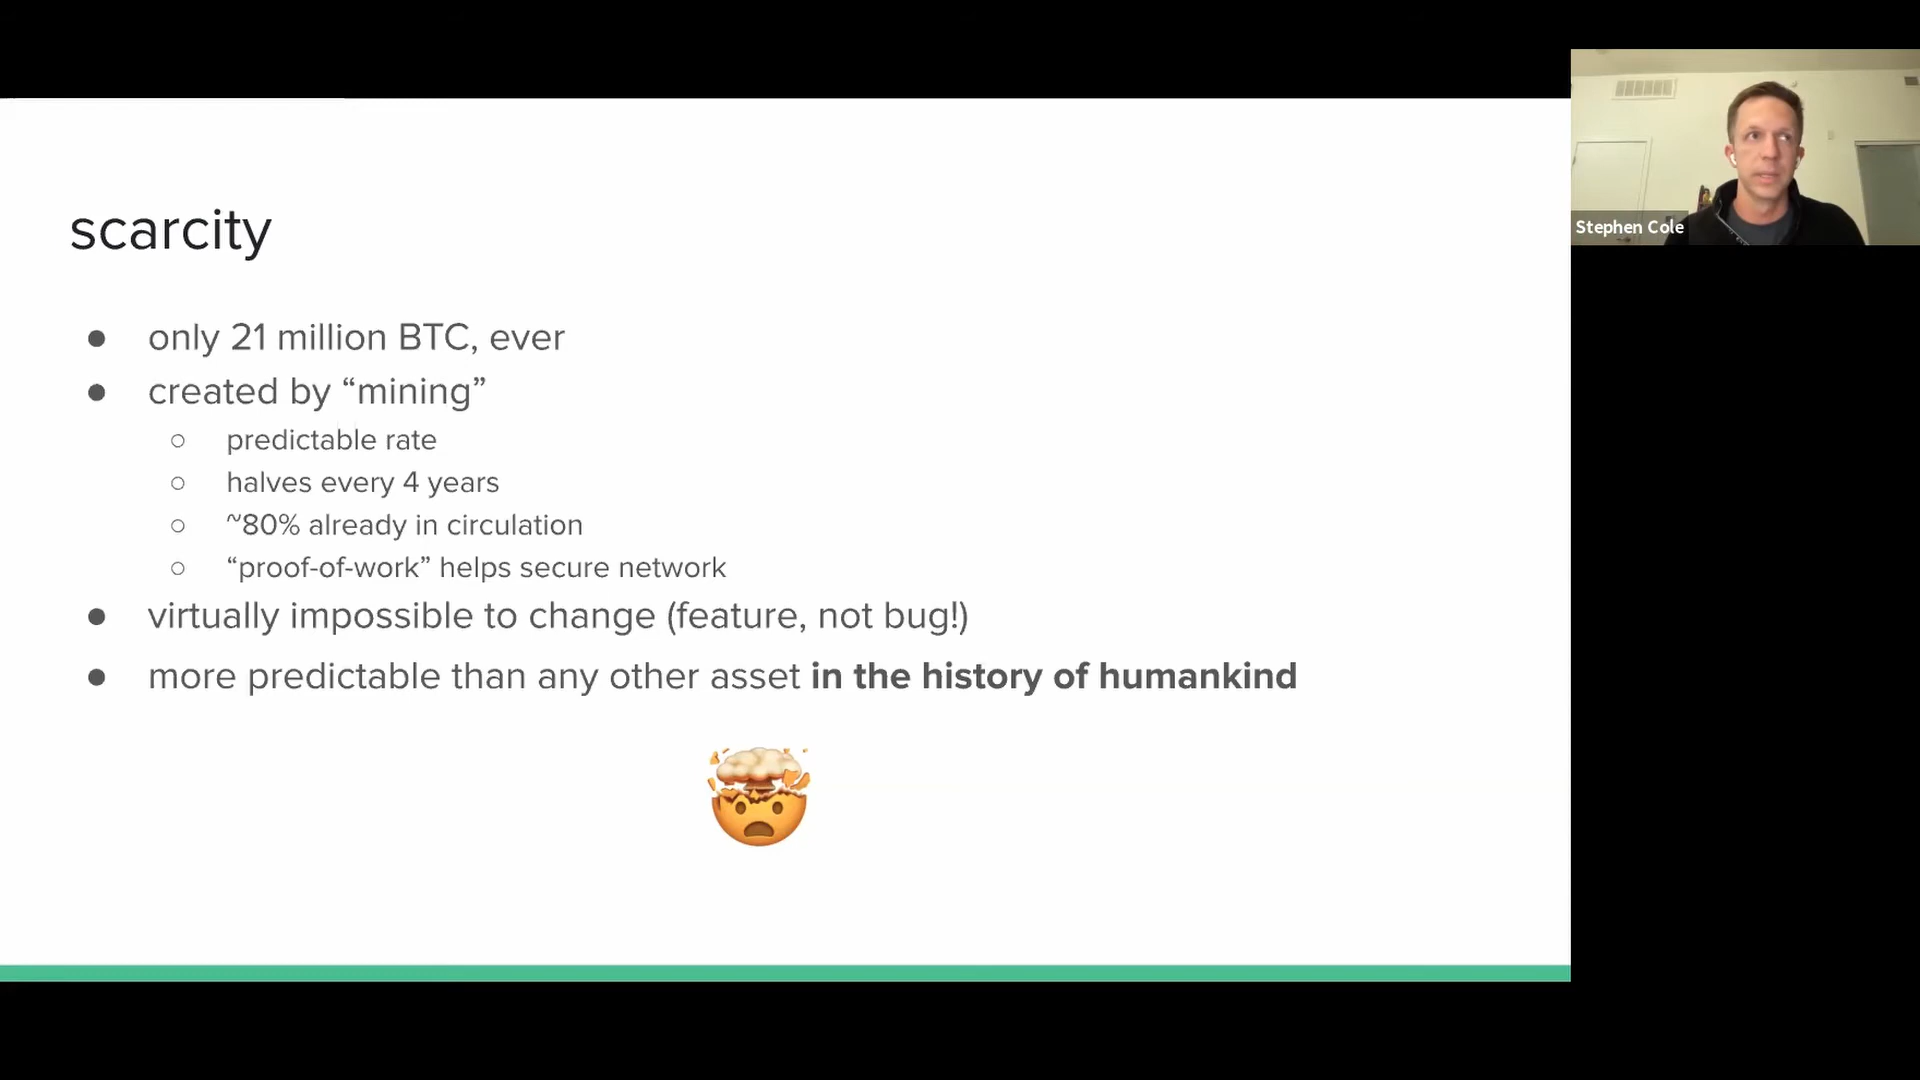 scarcity
● only 21 million BTC, ever
● created by “mining”
○ predictable rate
○ halves every 4 years
○ ~80% already in circulation
○ “proof-of-work” helps secure network
● virtually impossible to change (feature, not bug!)
● more predictable than any other asset in the history of humankind
Stephen Cole